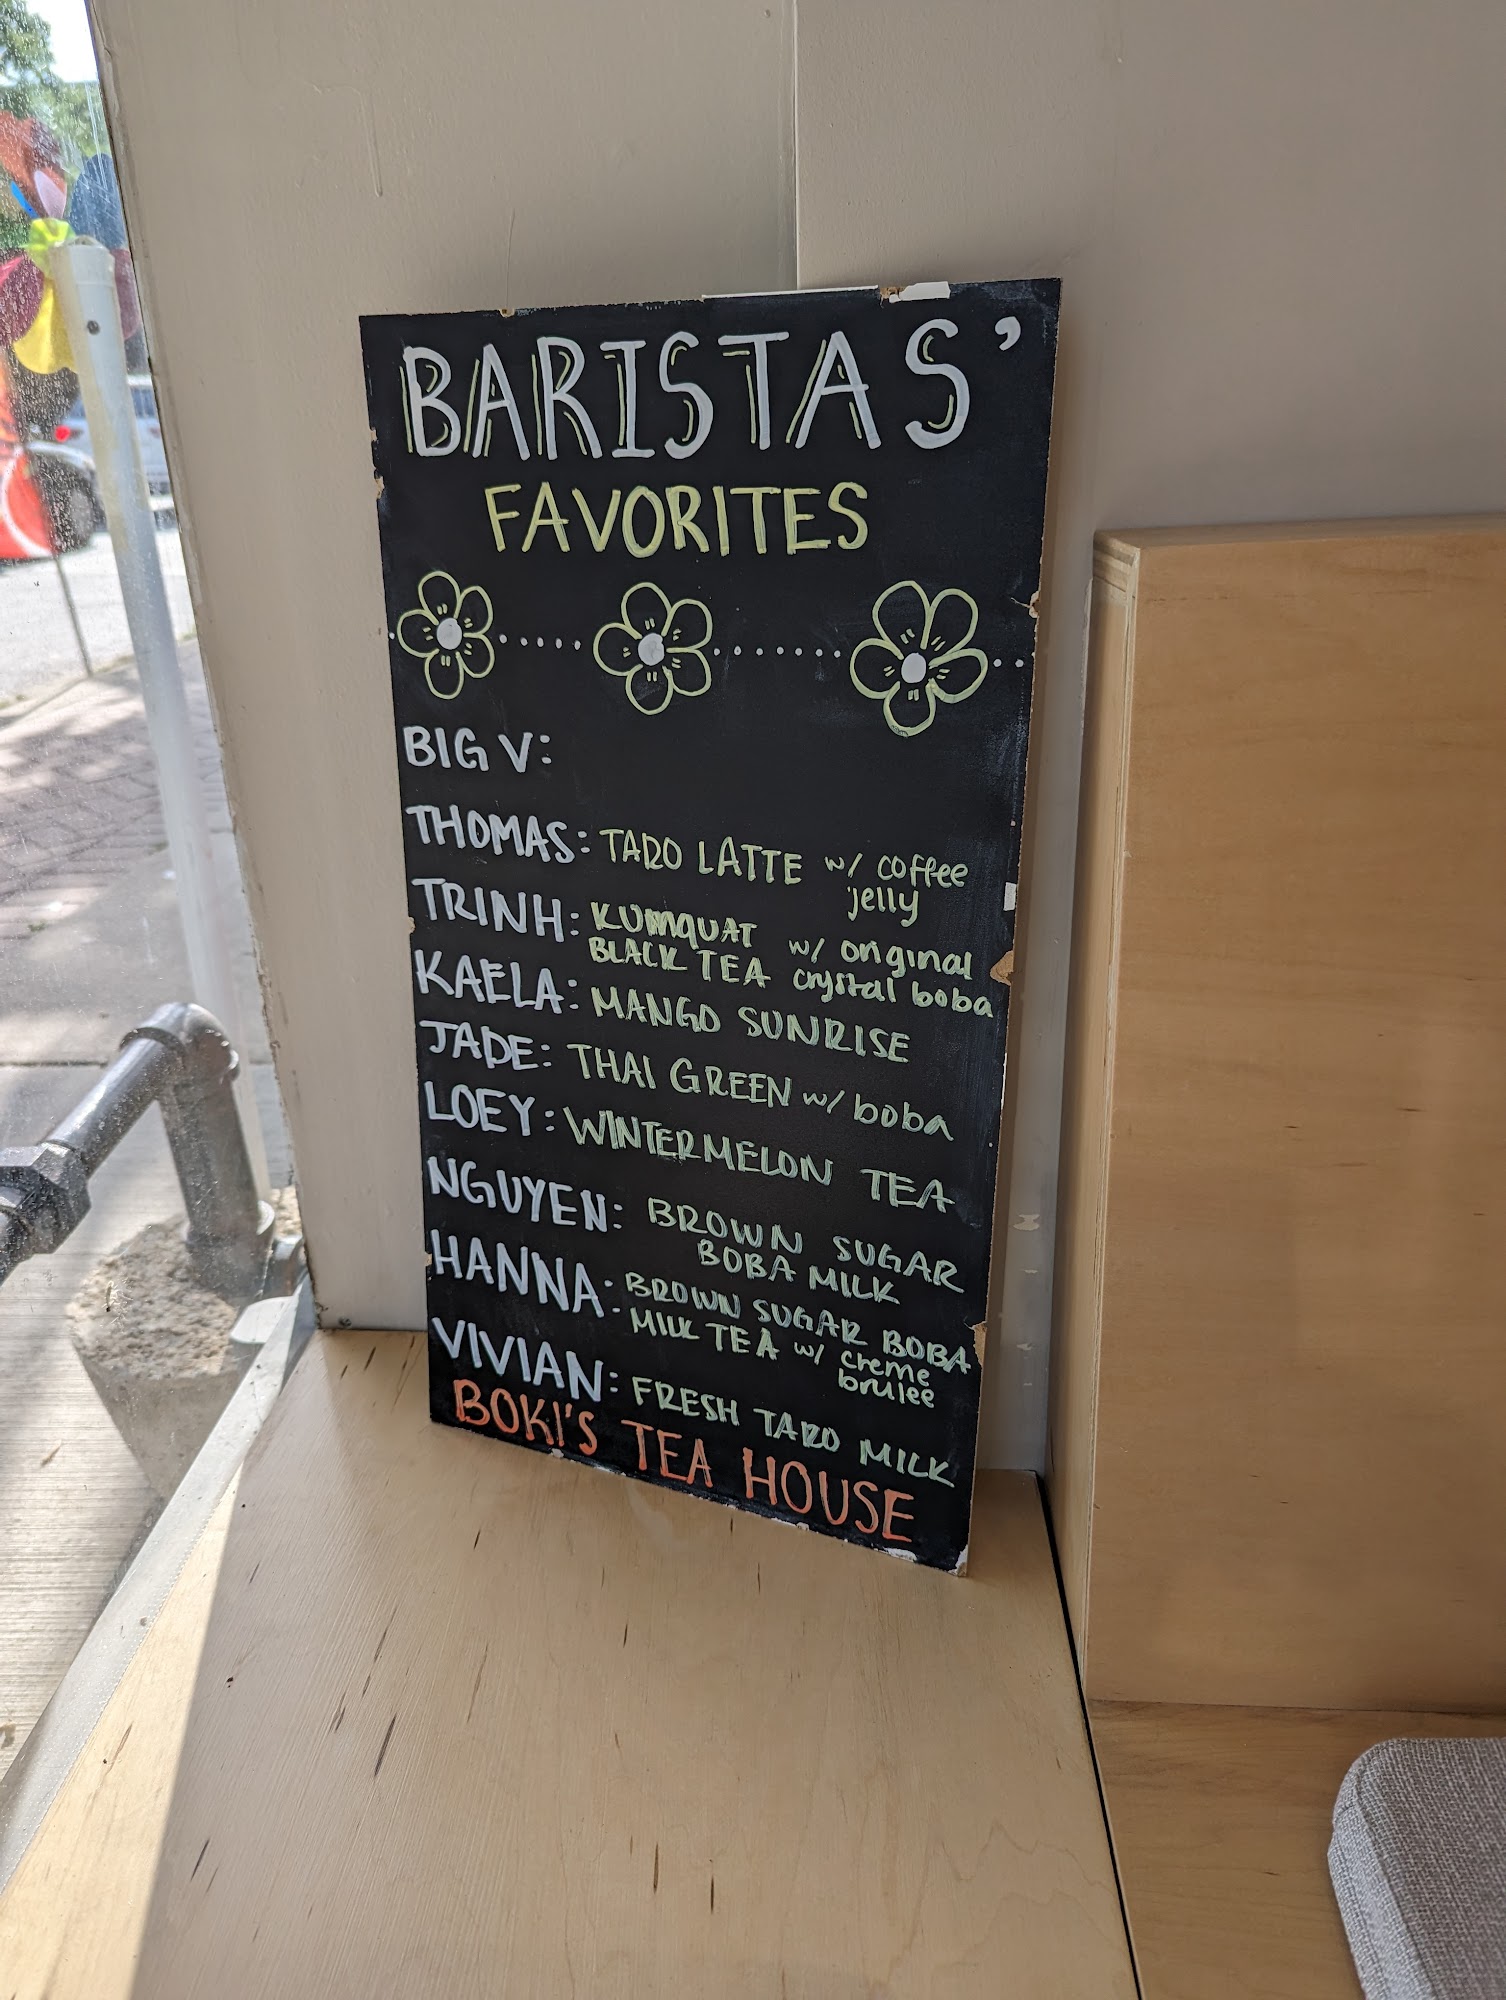 BARISTAS'
FAVORITES
BIG V:
THOMAS: TARO LATTE w/ coffee
jelly
TRINH: KUMQUAT w/ original
BLACK TEA crystal boba
KAELA: MANGO SUNRISE
JADE: THAI GREEN w/ boba
LOEY: WINTERMELON TEA
NGUYEN: BROWN SUGAR
BOBA MILK
HANNA: BROWN SUGAR BOBA
MILK TEA w/ creme
brulee
VIVIAN: FRESH TARO MILK
BOKI'S TEA HOUSE